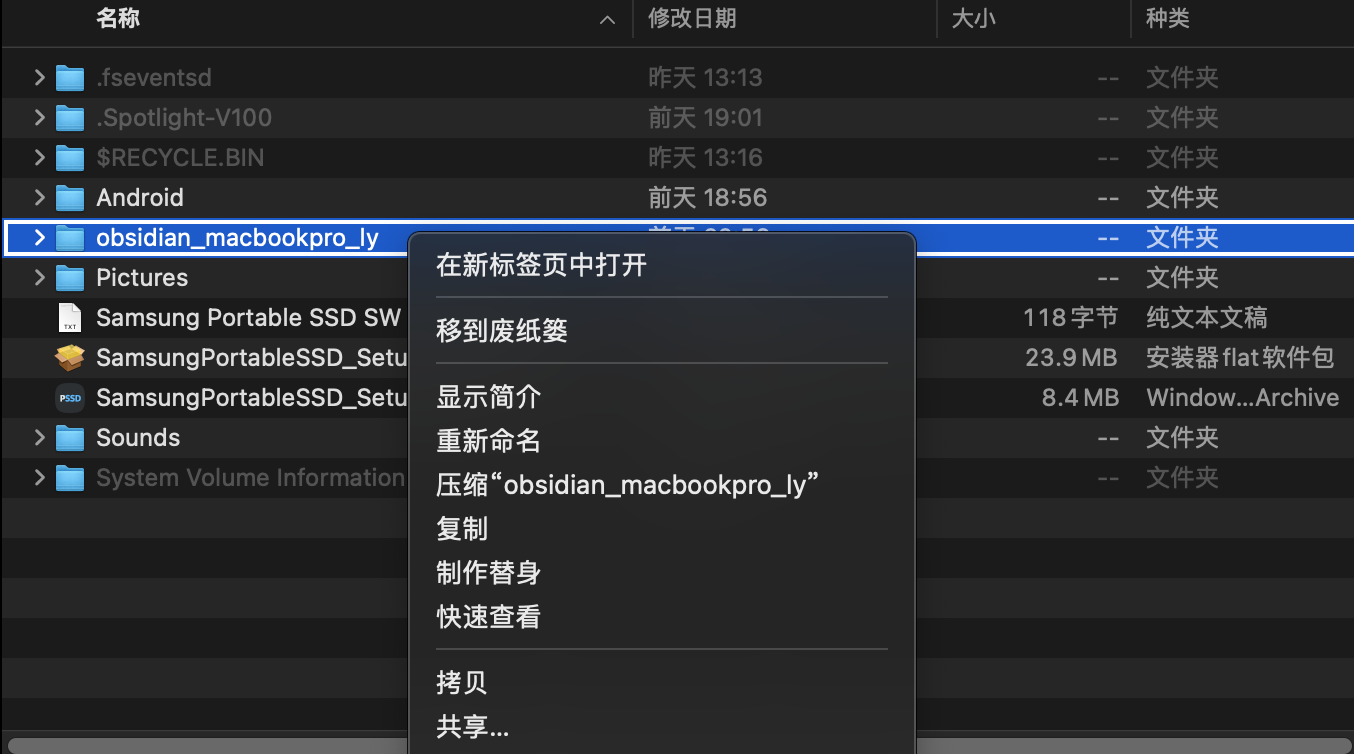 名称 修改日期 大小 种类
.fseventsd 昨天 13:13 -- 文件夹
.Spotlight-V100 前天 19:01 -- 文件夹
$RECYCLE.BIN 昨天 13:16 -- 文件夹
Android 前天 18:56 -- 文件夹
obsidian_macbookpro_ly -- 文件夹
Pictures -- 文件夹
Samsung Portable SSD SW 118 字节 纯文本文稿
SamsungPortableSSD_Setu 23.9 MB 安装器flat软件包
PSSD SamsungPortableSSD_Setu 8.4 MB Window...Archive
Sounds -- 文件夹
System Volume Information -- 文件夹
TXT
在新标签页中打开
移到废纸篓
显示简介
重新命名
压缩“obsidian_macbookpro_ly”
复制
制作替身
快速查看
拷贝
共享...